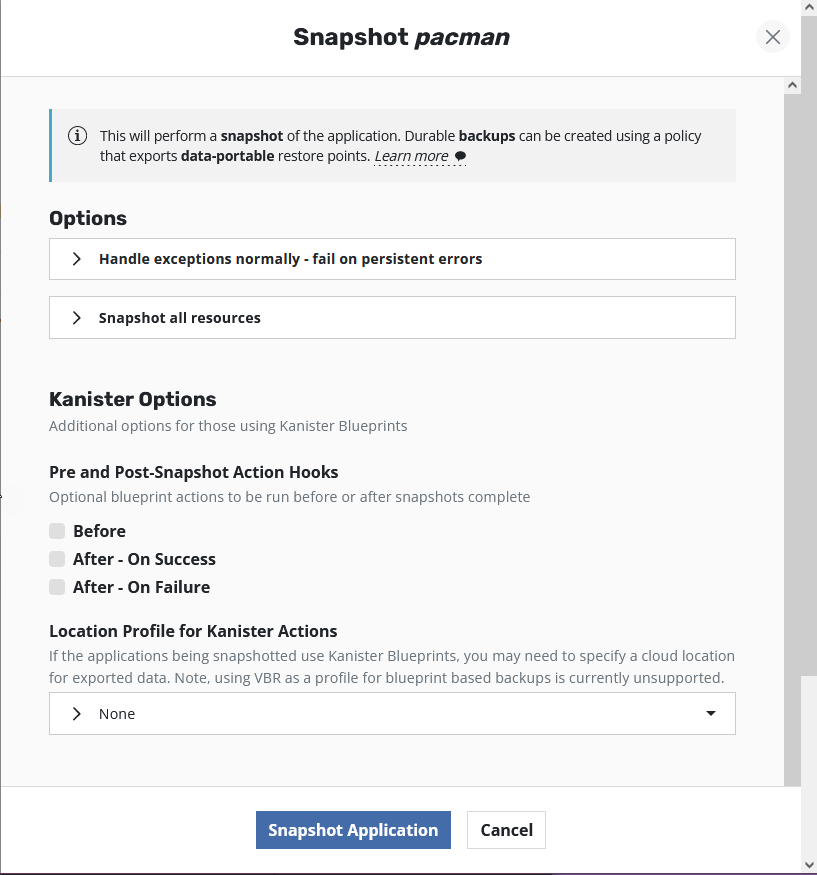 Snapshot pacman
This will perform a snapshot of the application. Durable backups can be created using a policy
that exports data-portable restore points. Learn more
Options
Handle exceptions normally - fail on persistent errors
Snapshot all resources
Kanister Options
Additional options for those using Kanister Blueprints
Pre and Post-Snapshot Action Hooks
Optional blueprint actions to be run before or after snapshots complete
Before
After - On Success
After - On Failure
Location Profile for Kanister Actions
If the applications being snapshotted use Kanister Blueprints, you may need to specify a cloud location
for exported data. Note, using VBR as a profile for blueprint based backups is currently unsupported.
None
Snapshot Application
Cancel